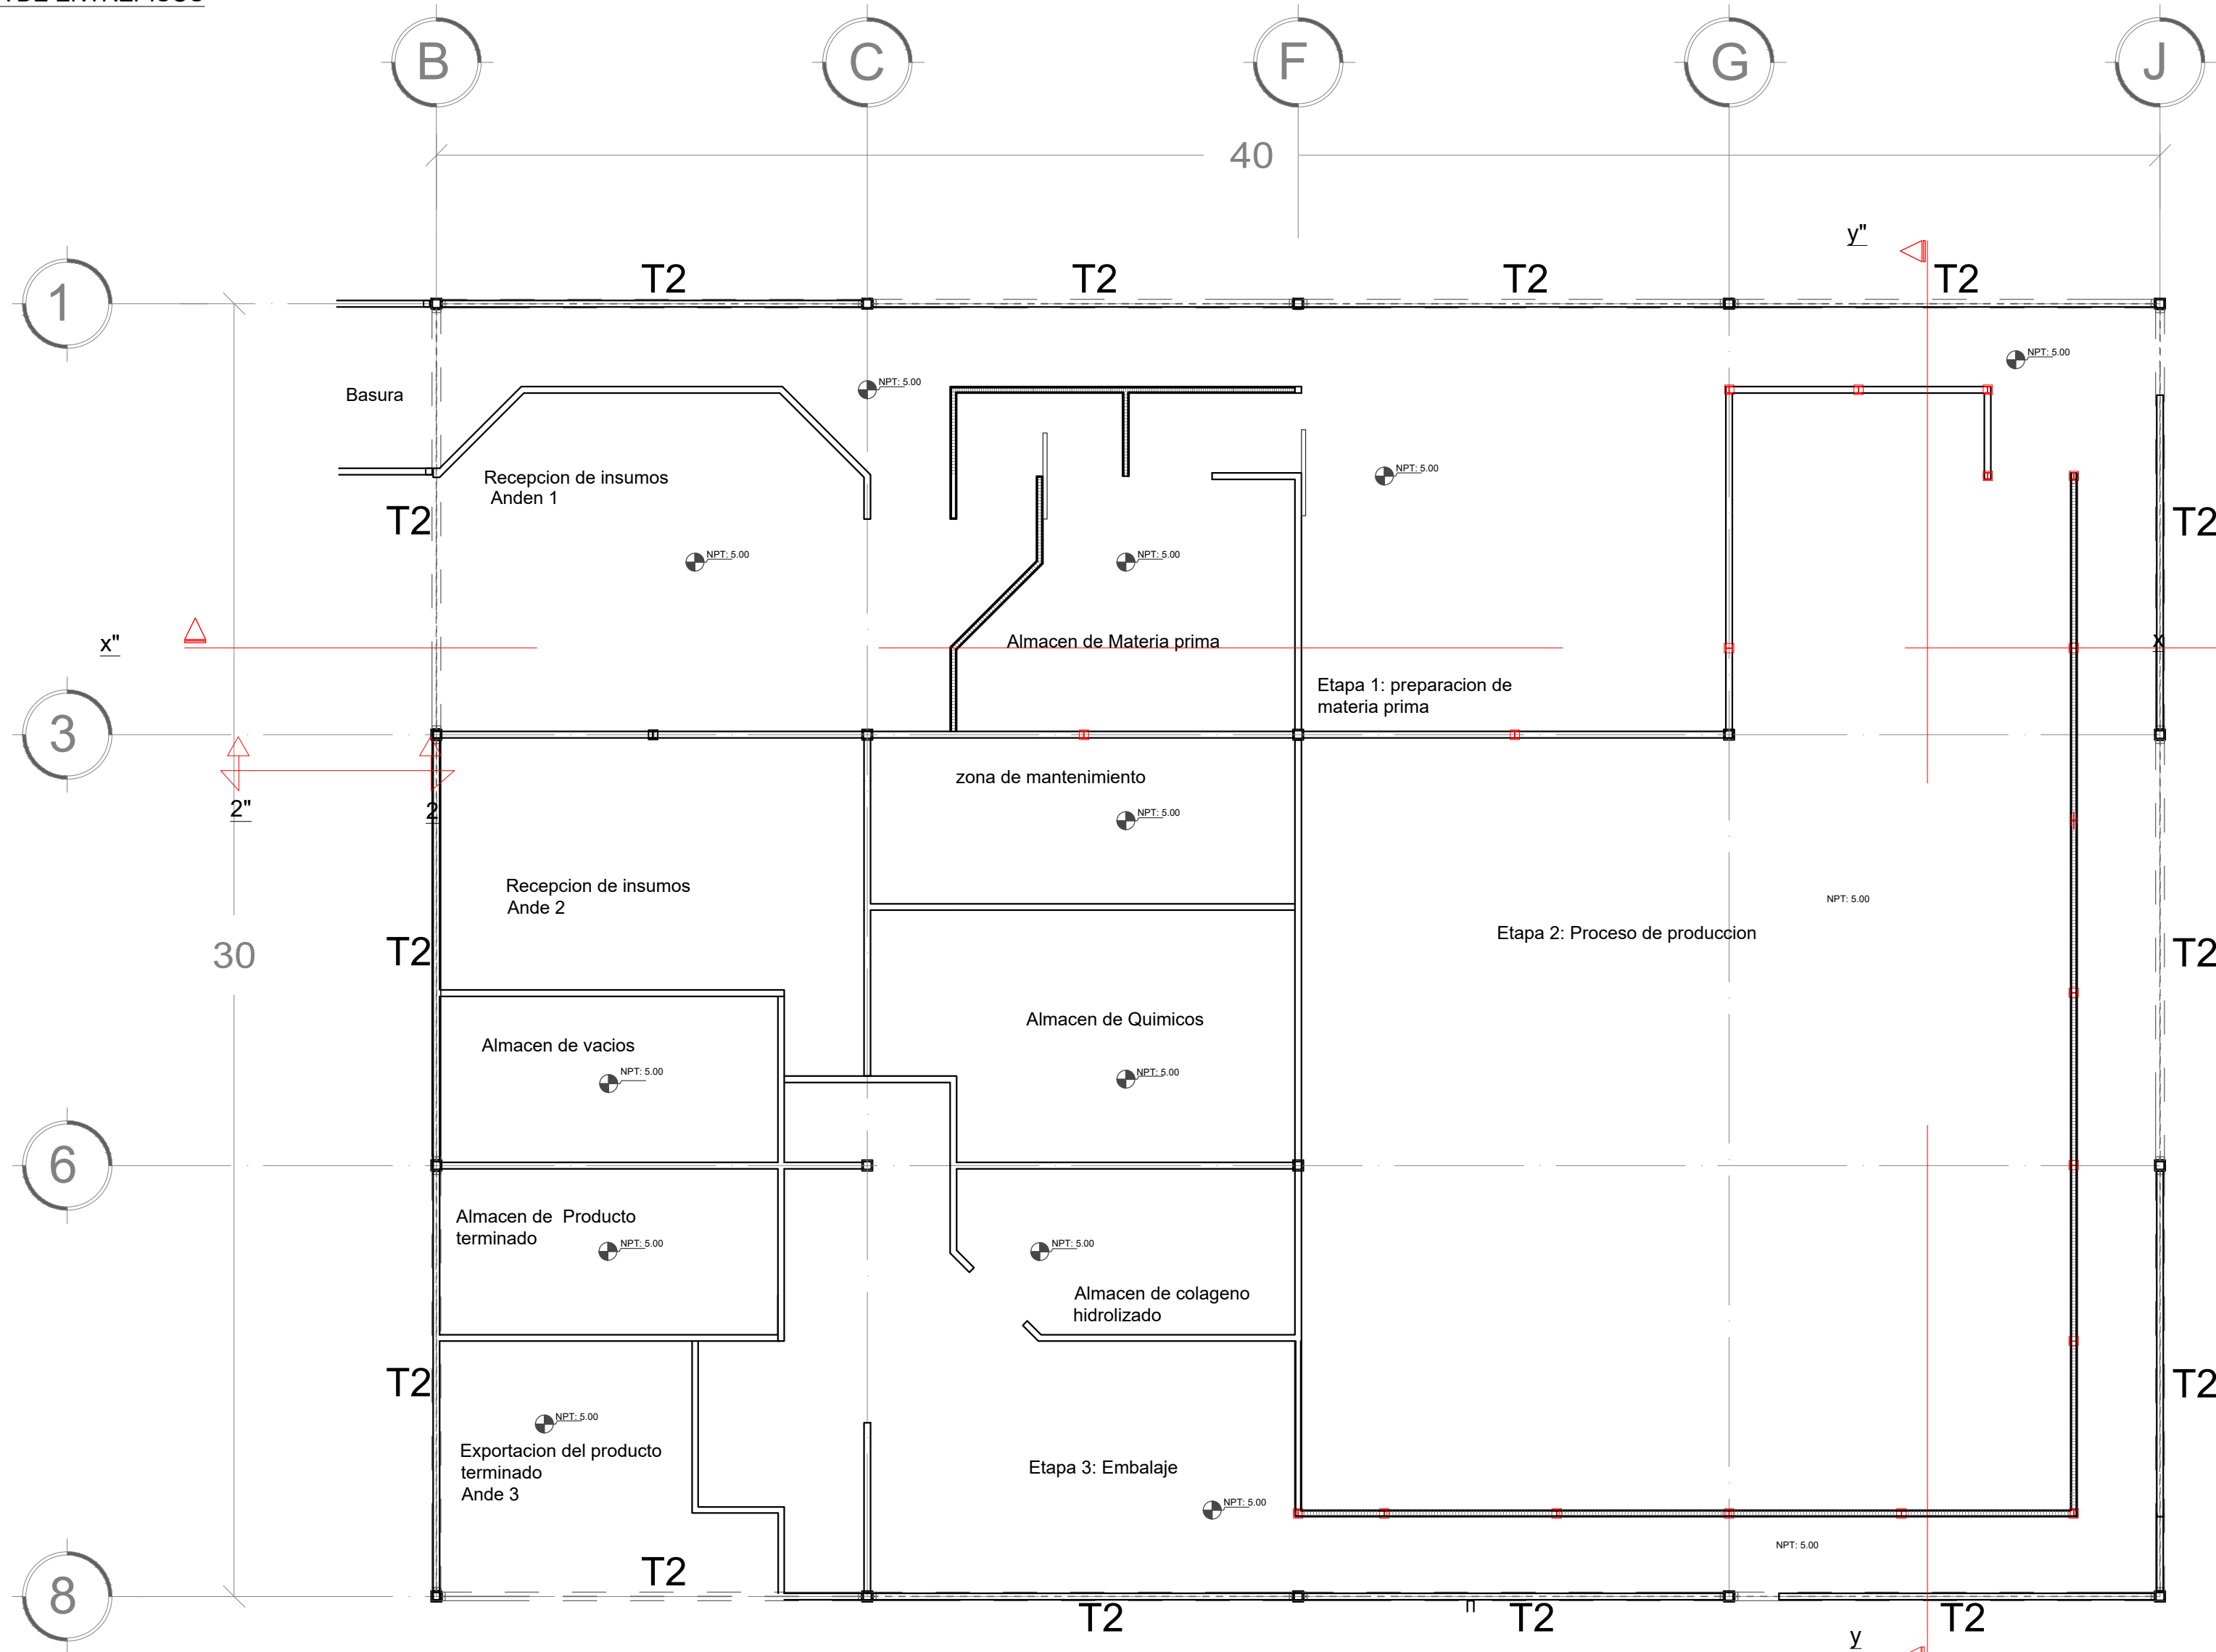 B
C
F
G
J
40
y"
T2
T2
T2
T2
1
NPT: 5.00
NPT: 5.00
Basura
NPT: 5.00
Recepcion de insumos
Anden 1
T2
T2
NPT: 5.00
NPT: 5.00
x"
Almacen de Materia prima
x
Etapa 1: preparacion de
materia prima
3
zona de mantenimiento
2"
2
NPT: 5.00
Recepcion de insumos
Ande 2
NPT: 5.00
Etapa 2: Proceso de produccion
T2
T2
30
Almacen de Quimicos
Almacen de vacios
NPT: 5.00
NPT: 5.00
6
Almacen de  Producto
terminado
NPT: 5.00
NPT: 5.00
Almacen de colageno
hidrolizado
T2
T2
NPT: 5.00
Exportacion del producto
terminado
Ande 3
Etapa 3: Embalaje
NPT: 5.00
NPT: 5.00
T2
8
T2
T2
T2
y